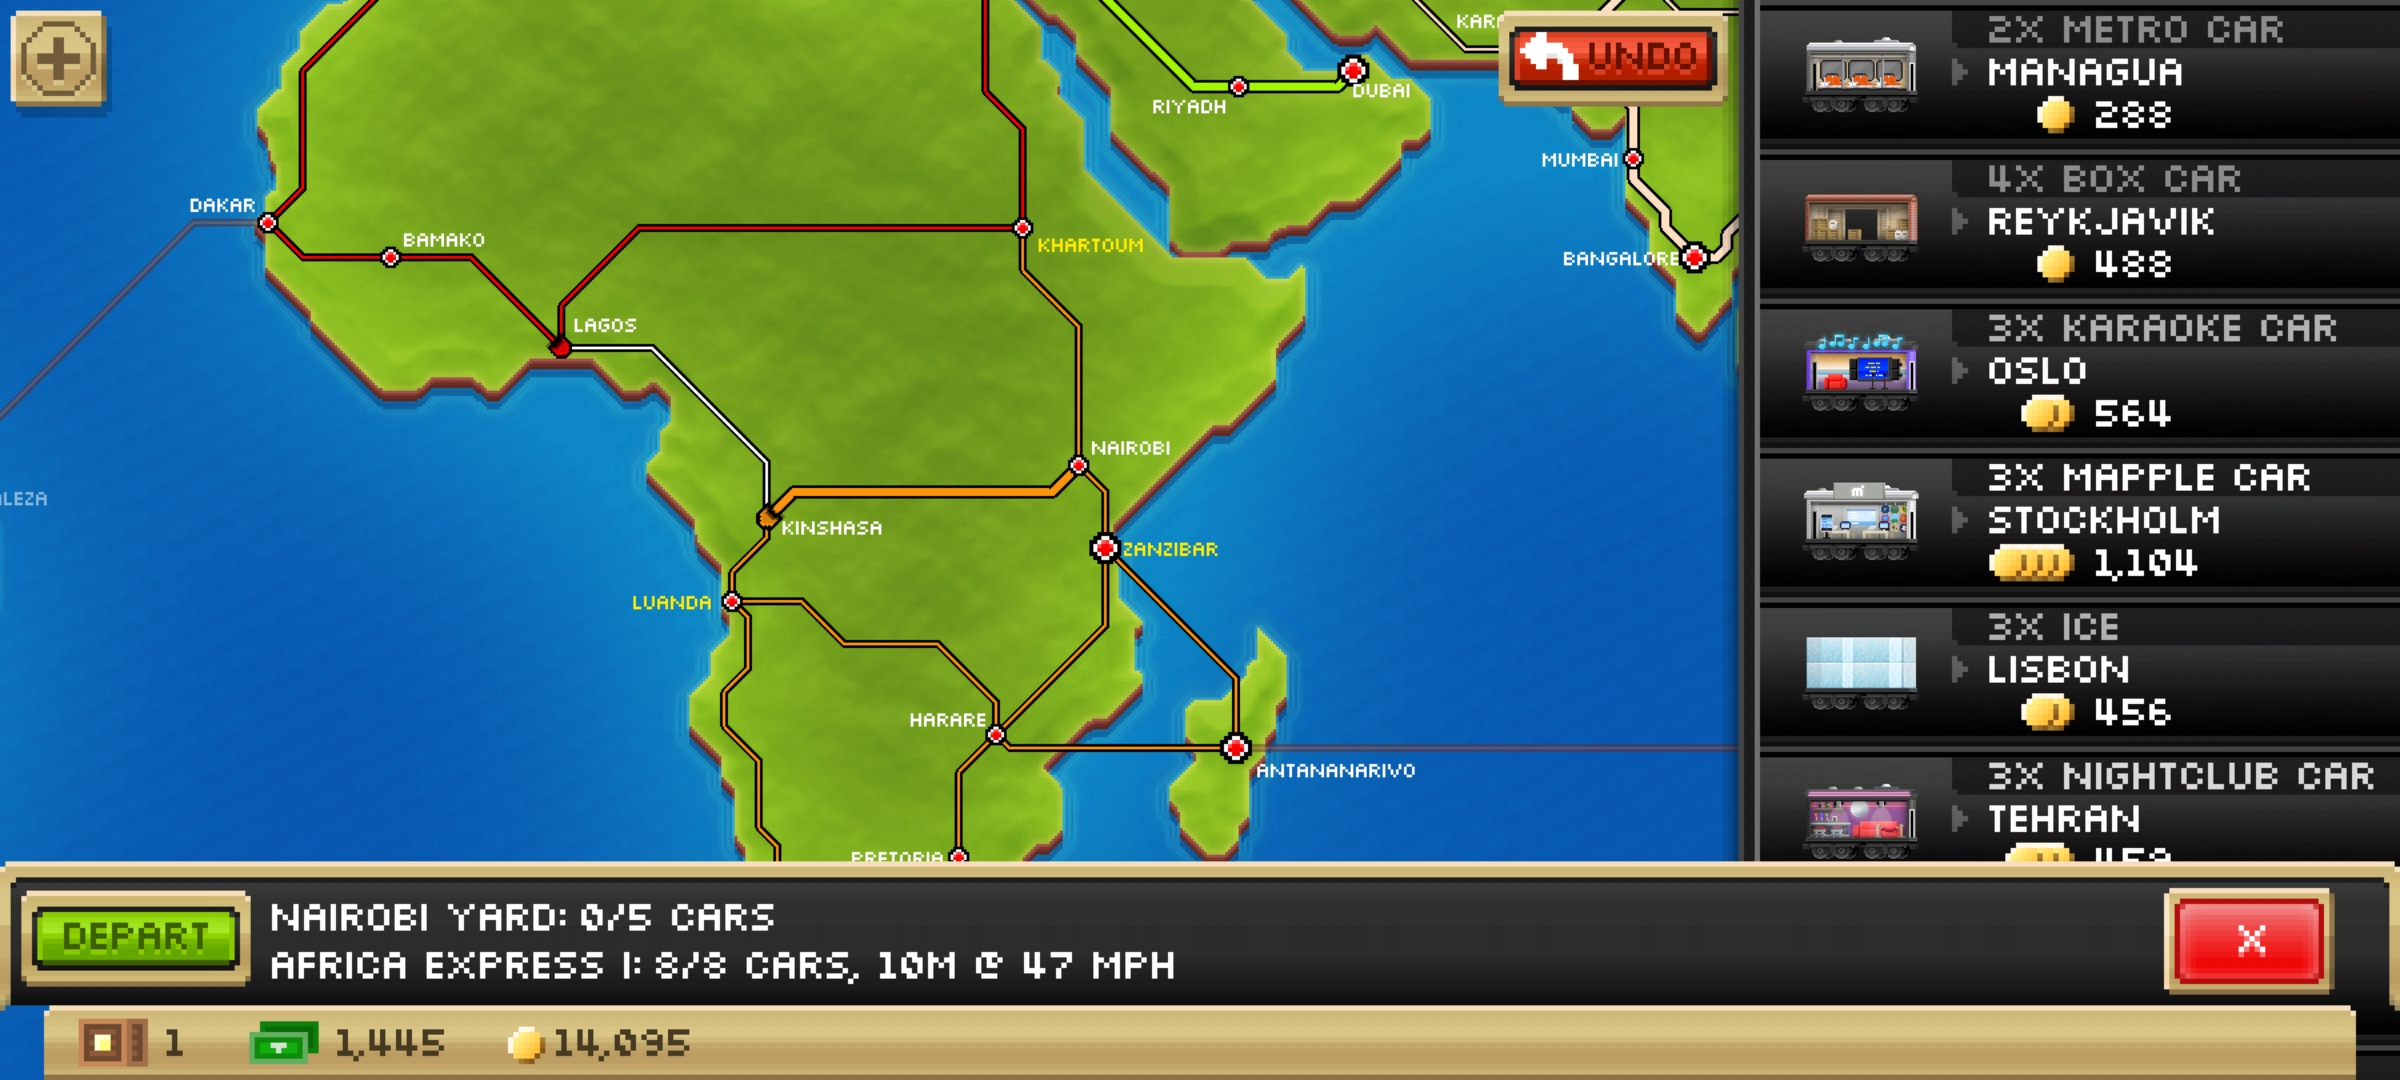 KAR
UNDO
RIYADH
DUBAI
MUMBAI
DAKAR
BAMAKO
KHARTOUM
BANGALORE
LAGOS
NAIROBI
KINSHASA
ZANZIBAR
LUANDA
HARARE
ANTANANARIVO
PRETORIA
LEZA
2X METRO CAR
MANAGUA
288
4X BOX CAR
REYKJAVIK
488
3X KARAOKE CAR
OSLO
564
3X MAPPLE CAR
STOCKHOLM
1,104
3X ICE
LISBON
456
3X NIGHTCLUB CAR
TEHRAN
DEPART
NAIROBI YARD: 0/5 CARS
AFRICA EXPRESS I: 8/8 CARS, 10M @ 47 MPH
X
1
1,445
14,095